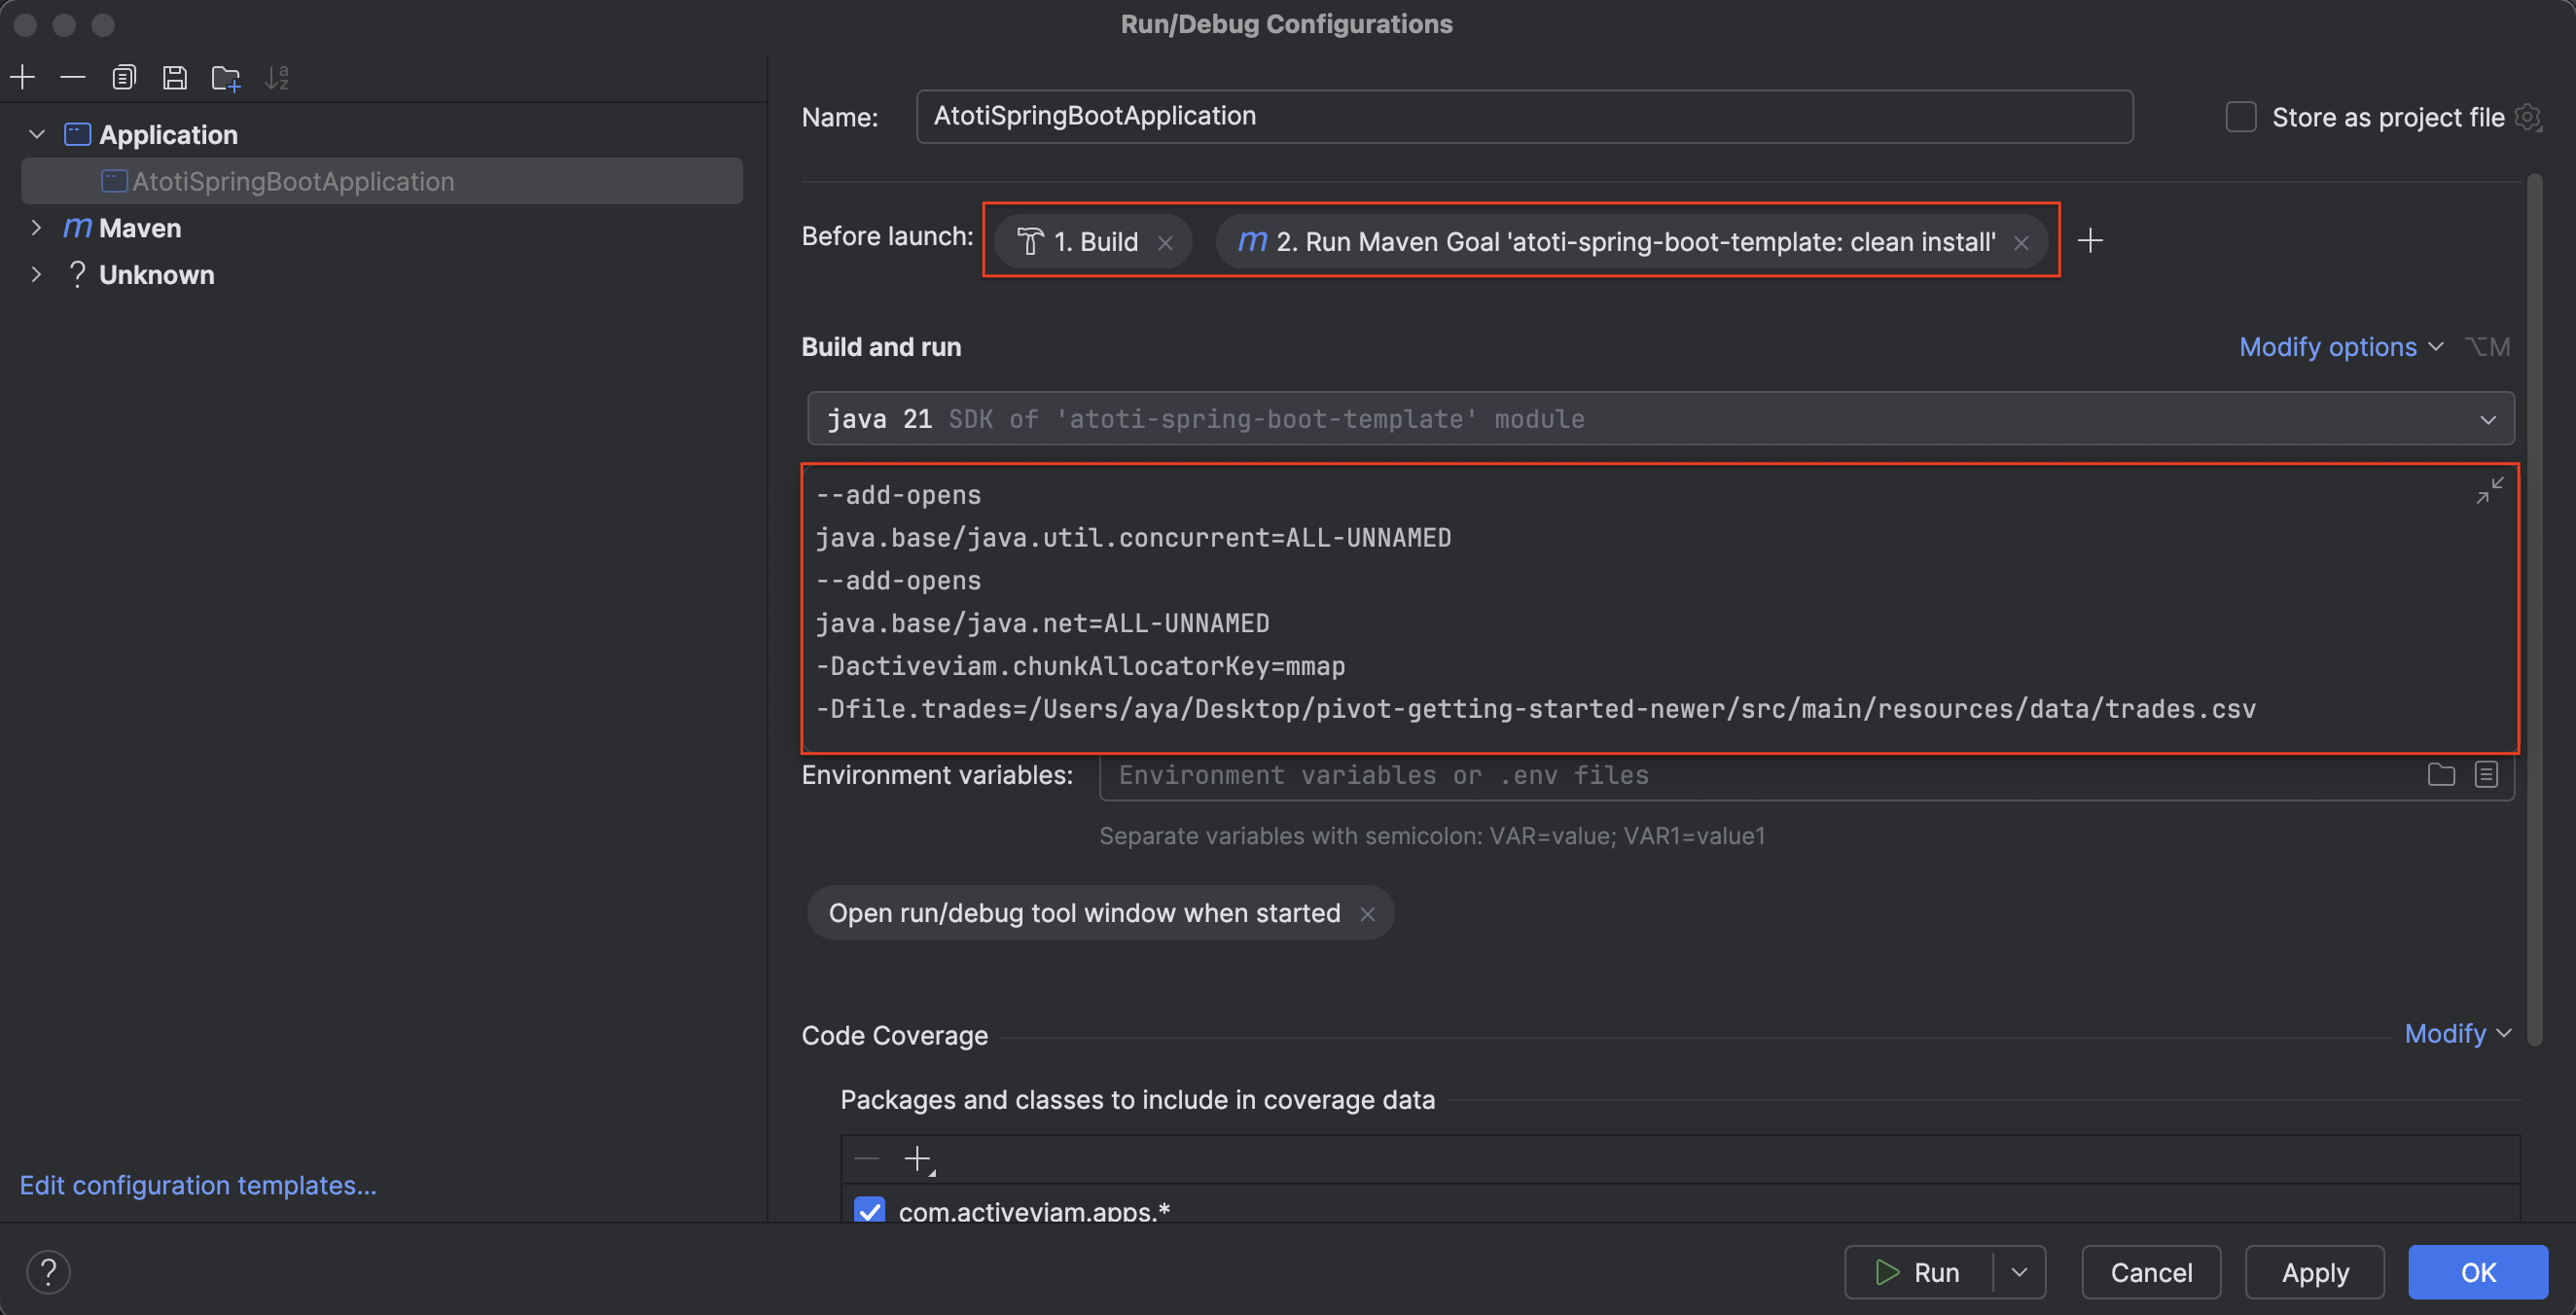 Run/Debug Configurations
Application
AtotiSpringBootApplication
m Maven
? Unknown
Edit configuration templates...
Name: AtotiSpringBootApplication Store as project file
Before launch: 1. Build m 2. Run Maven Goal 'atoti-spring-boot-template: clean install'
Build and run Modify options ⌥M
java 21 SDK of 'atoti-spring-boot-template' module
--add-opens
java.base/java.util.concurrent=ALL-UNNAMED
--add-opens
java.base/java.net=ALL-UNNAMED
-Dactiveviam.chunkAllocatorKey=mmap
-Dfile.trades=/Users/aya/Desktop/pivot-getting-started-newer/src/main/resources/data/trades.csv
Environment variables: Environment variables or .env files
Separate variables with semicolon: VAR=value; VAR1=value1
Open run/debug tool window when started
Code Coverage Modify
Packages and classes to include in coverage data
com.activeviam.apps.*
? Run Cancel Apply OK